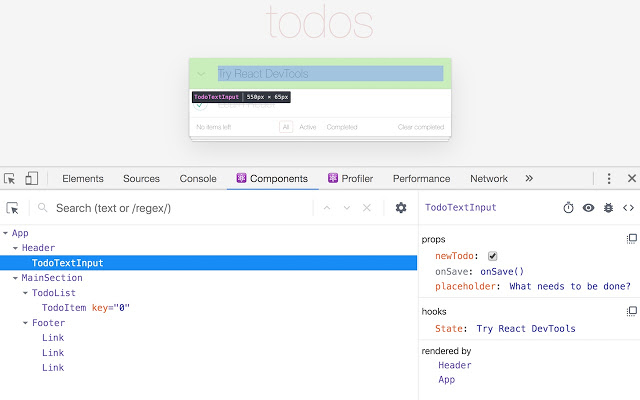 todos
Try React DevTools
TodoTextInput | 550px × 65px
No items left All Active Completed Clear completed
Elements Sources Console Components Profiler Performance Network »
Search (text or /regex/)
App
Header
TodoTextInput
MainSection
TodoList
TodoItem key="0"
Footer
Link
Link
Link
TodoTextInput
props
newTodo:
onSave: onSave()
placeholder: What needs to be done?
hooks
State: Try React DevTools
rendered by
Header
App